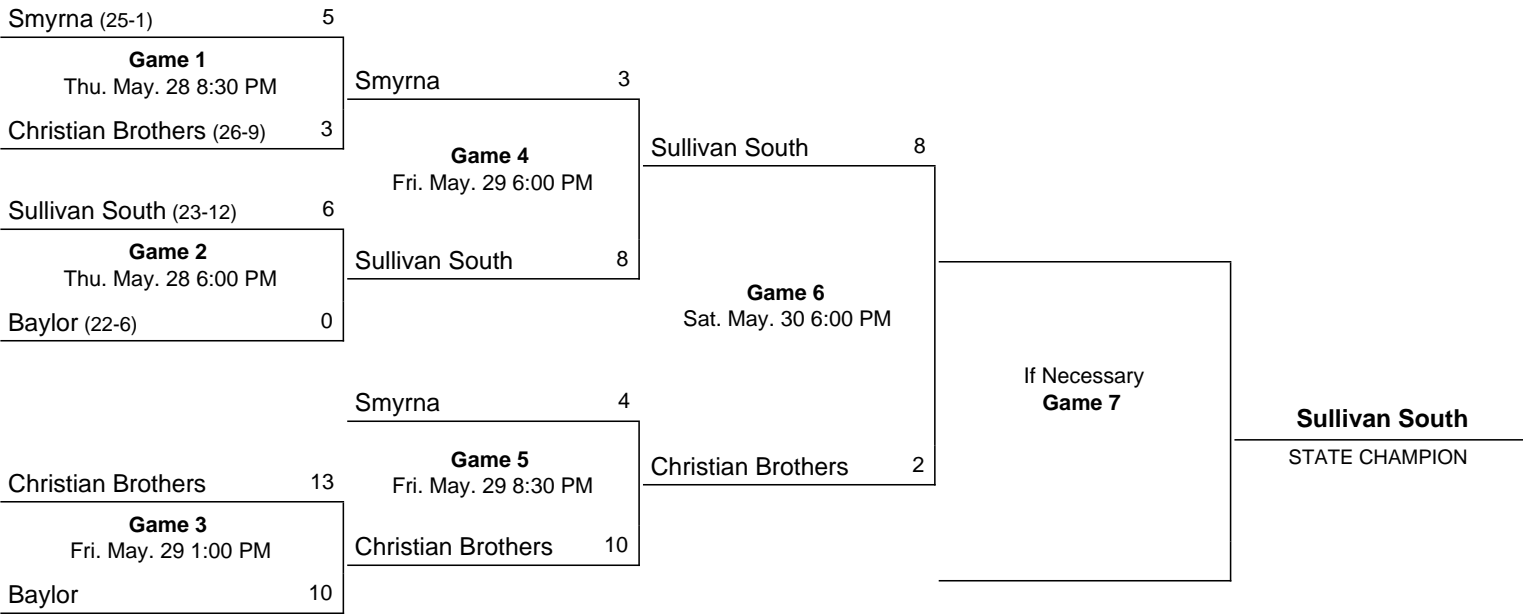 Smyrna (25-1) 5
Game 1
Thu. May. 28 8:30 PM
Christian Brothers (26-9) 3
Sullivan South (23-12) 6
Game 2
Thu. May. 28 6:00 PM
Baylor (22-6) 0
Christian Brothers 13
Game 3
Fri. May. 29 1:00 PM
Baylor 10
Smyrna 3
Game 4
Fri. May. 29 6:00 PM
Sullivan South 8
Smyrna 4
Game 5
Fri. May. 29 8:30 PM
Christian Brothers 10
Sullivan South 8
Game 6
Sat. May. 30 6:00 PM
Christian Brothers 2
If Necessary
Game 7
Sullivan South
STATE CHAMPION